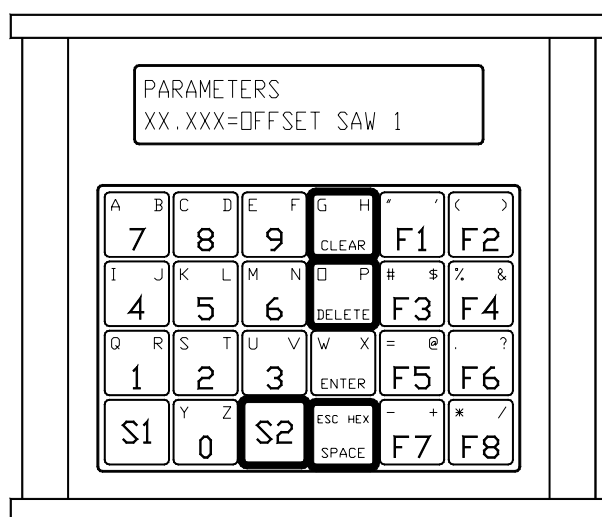 PARAMETERS
XX.XXX=OFFSET SAW 1
A B C D E F G H " ' ( )
7 8 9 CLEAR F1 F2
I J K L M N O P # $ % &
4 5 6 DELETE F3 F4
Q R S T U V W X = @ . ?
1 2 3 ENTER F5 F6
Y Z ESC HEX - + * /
S1 0 S2 SPACE F7 F8